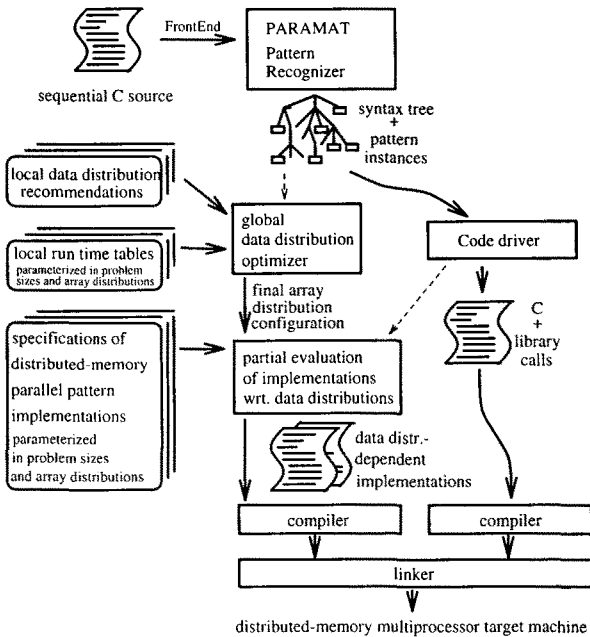 FrontEnd
PARAMAT
Pattern
Recognizer
sequential C source
syntax tree
+
pattern
instances
local data distribution
recommendations
global
data distribution
optimizer
Code driver
local run time tables
parameterized in problem
sizes and array distributions
final array
distribution
configuration
C
+
library
calls
specifications of
distributed-memory
parallel pattern
implementations
parameterized
in problem sizes
and array distributions
partial evaluation
of implementations
wrt. data distributions
data distr.-
dependent
implementations
compiler
compiler
linker
distributed-memory multiprocessor target machine